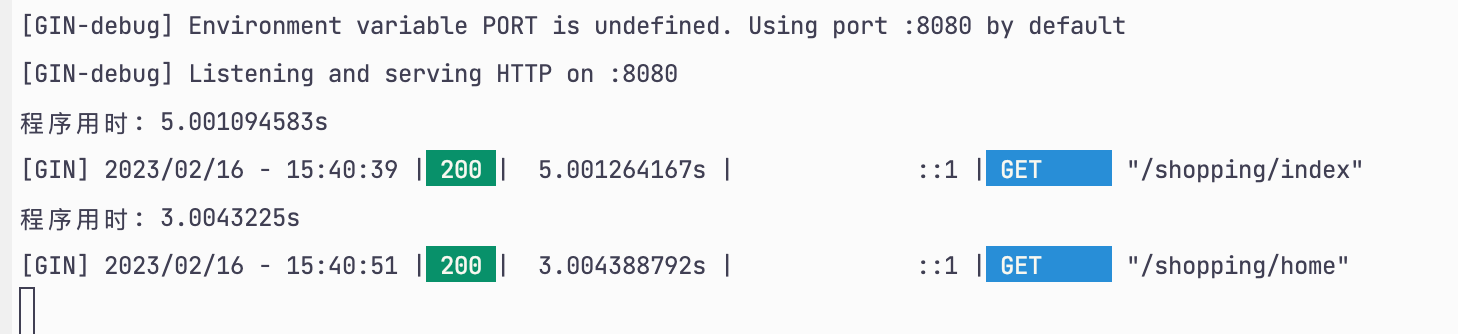 [GIN-debug] Environment variable PORT is undefined. Using port :8080 by default
[GIN-debug] Listening and serving HTTP on :8080
程序用时: 5.001094583s
[GIN] 2023/02/16 - 15:40:39 | 200 |  5.001264167s |             ::1 | GET      "/shopping/index"
程序用时: 3.0043225s
[GIN] 2023/02/16 - 15:40:51 | 200 |  3.004388792s |             ::1 | GET      "/shopping/home"